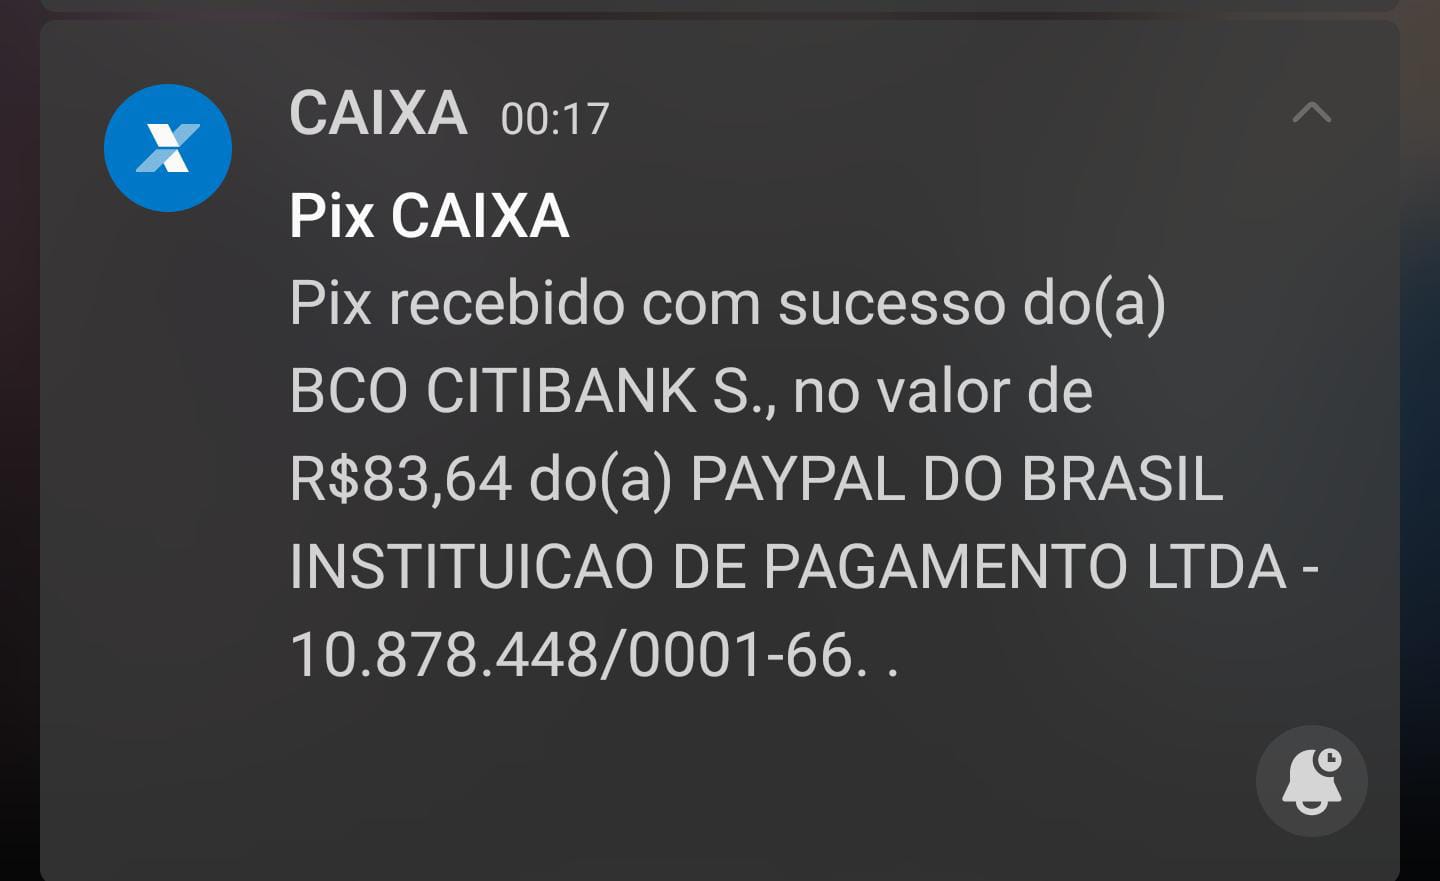 CAIXA 00:17
Pix CAIXA
Pix recebido com sucesso do(a)
BCO CITIBANK S., no valor de
R$83,64 do(a) PAYPAL DO BRASIL
INSTITUICAO DE PAGAMENTO LTDA -
10.878.448/0001-66. .